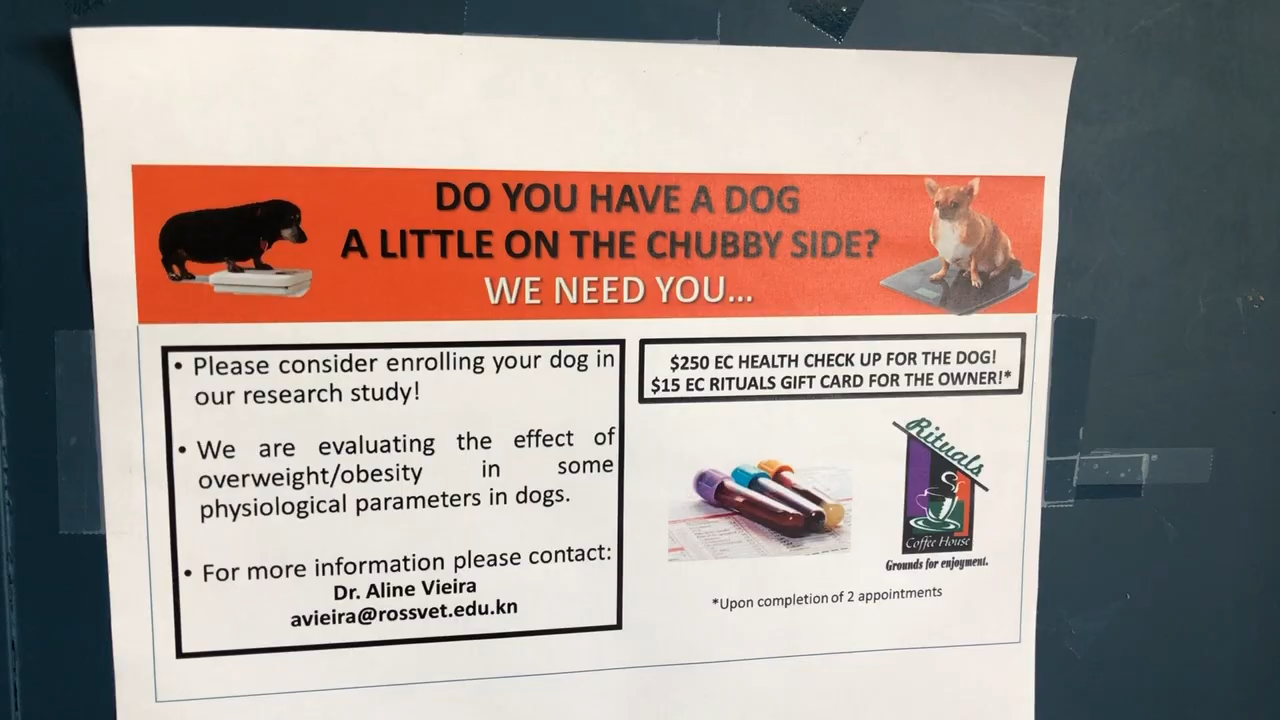 DO YOU HAVE A DOG
A LITTLE ON THE CHUBBY SIDE?
WE NEED YOU...
• Please consider enrolling your dog in
our research study!
• We are evaluating the effect of
overweight/obesity in some
physiological parameters in dogs.
• For more information please contact:
Dr. Aline Vieira
avieira@rossvet.edu.kn
$250 EC HEALTH CHECK UP FOR THE DOG!
$15 EC RITUALS GIFT CARD FOR THE OWNER!*
Rituals
Coffee House
Grounds for enjoyment.
*Upon completion of 2 appointments